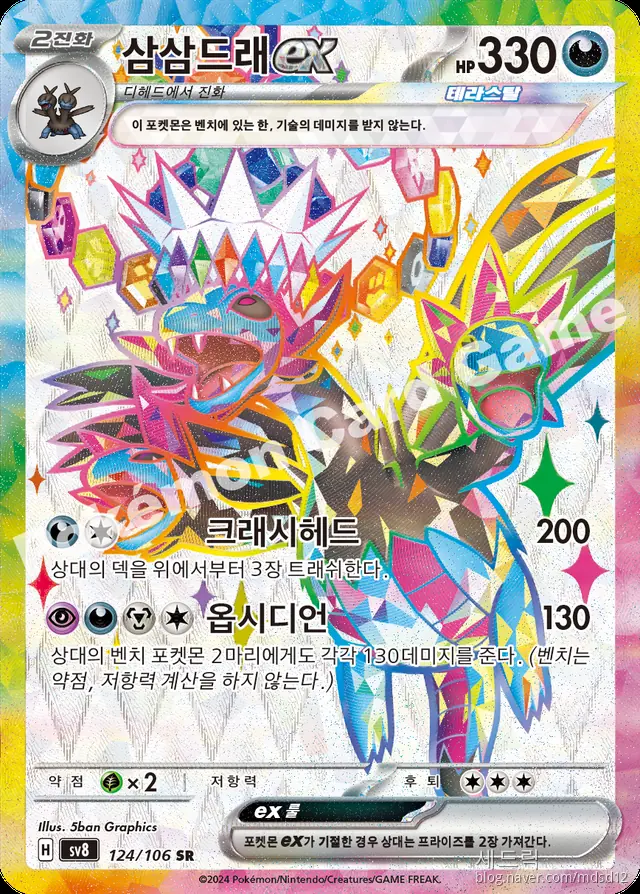 2진화 삼삼드래ex HP330
디헤드에서 진화 테라스탈
이 포켓몬은 벤치에 있는 한, 기술의 데미지를 받지 않는다.
Pokémon Card Game
크래시헤드 200
상대의 덱을 위에서부터 3장 트래쉬한다.
옵시디언 130
상대의 벤치 포켓몬 2마리에게도 각각 130데미지를 준다. (벤치는
약점, 저항력 계산을 하지 않는다.)
약점 ×2 저항력 후퇴
ex 룰
포켓몬 ex가 기절한 경우 상대는 프라이즈를 2장 가져간다.
Illus. 5ban Graphics
H sv8 124/106 SR
©2024 Pokémon/Nintendo/Creatures/GAME FREAK.
세드릭
blog.naver.com/mdsd12